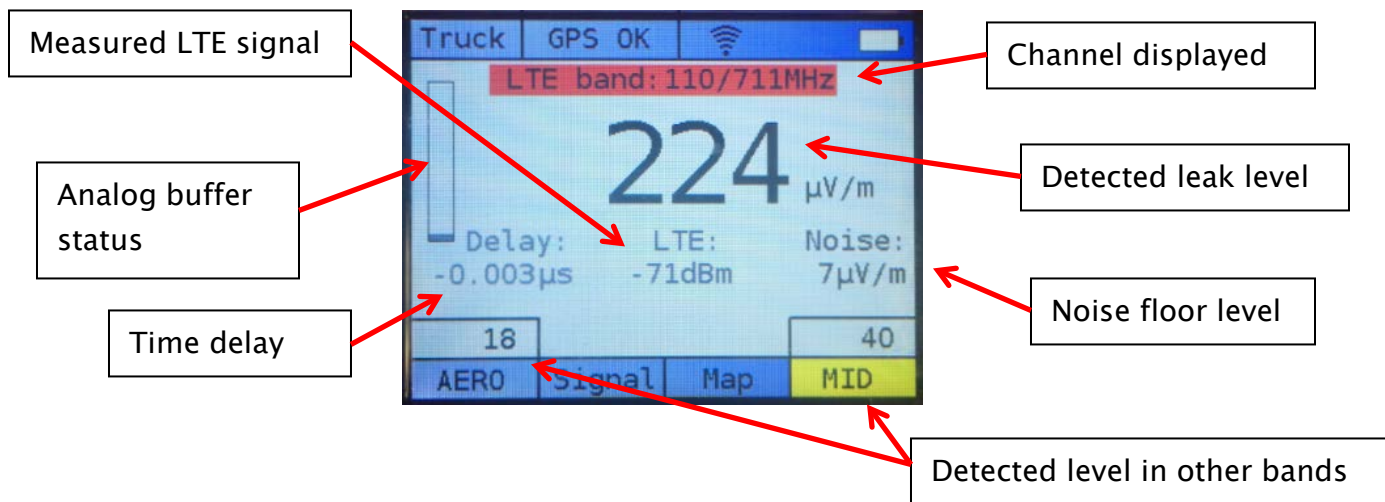 Measured LTE signal
Truck GPS OK
Channel displayed
LTE band:110/711MHz
224 µV/m
Detected leak level
Analog buffer
status
Delay: LTE: Noise:
-0.003µs -71dBm 7µV/m
Noise floor level
Time delay
18 40
AERO Signal Map MID
Detected level in other bands